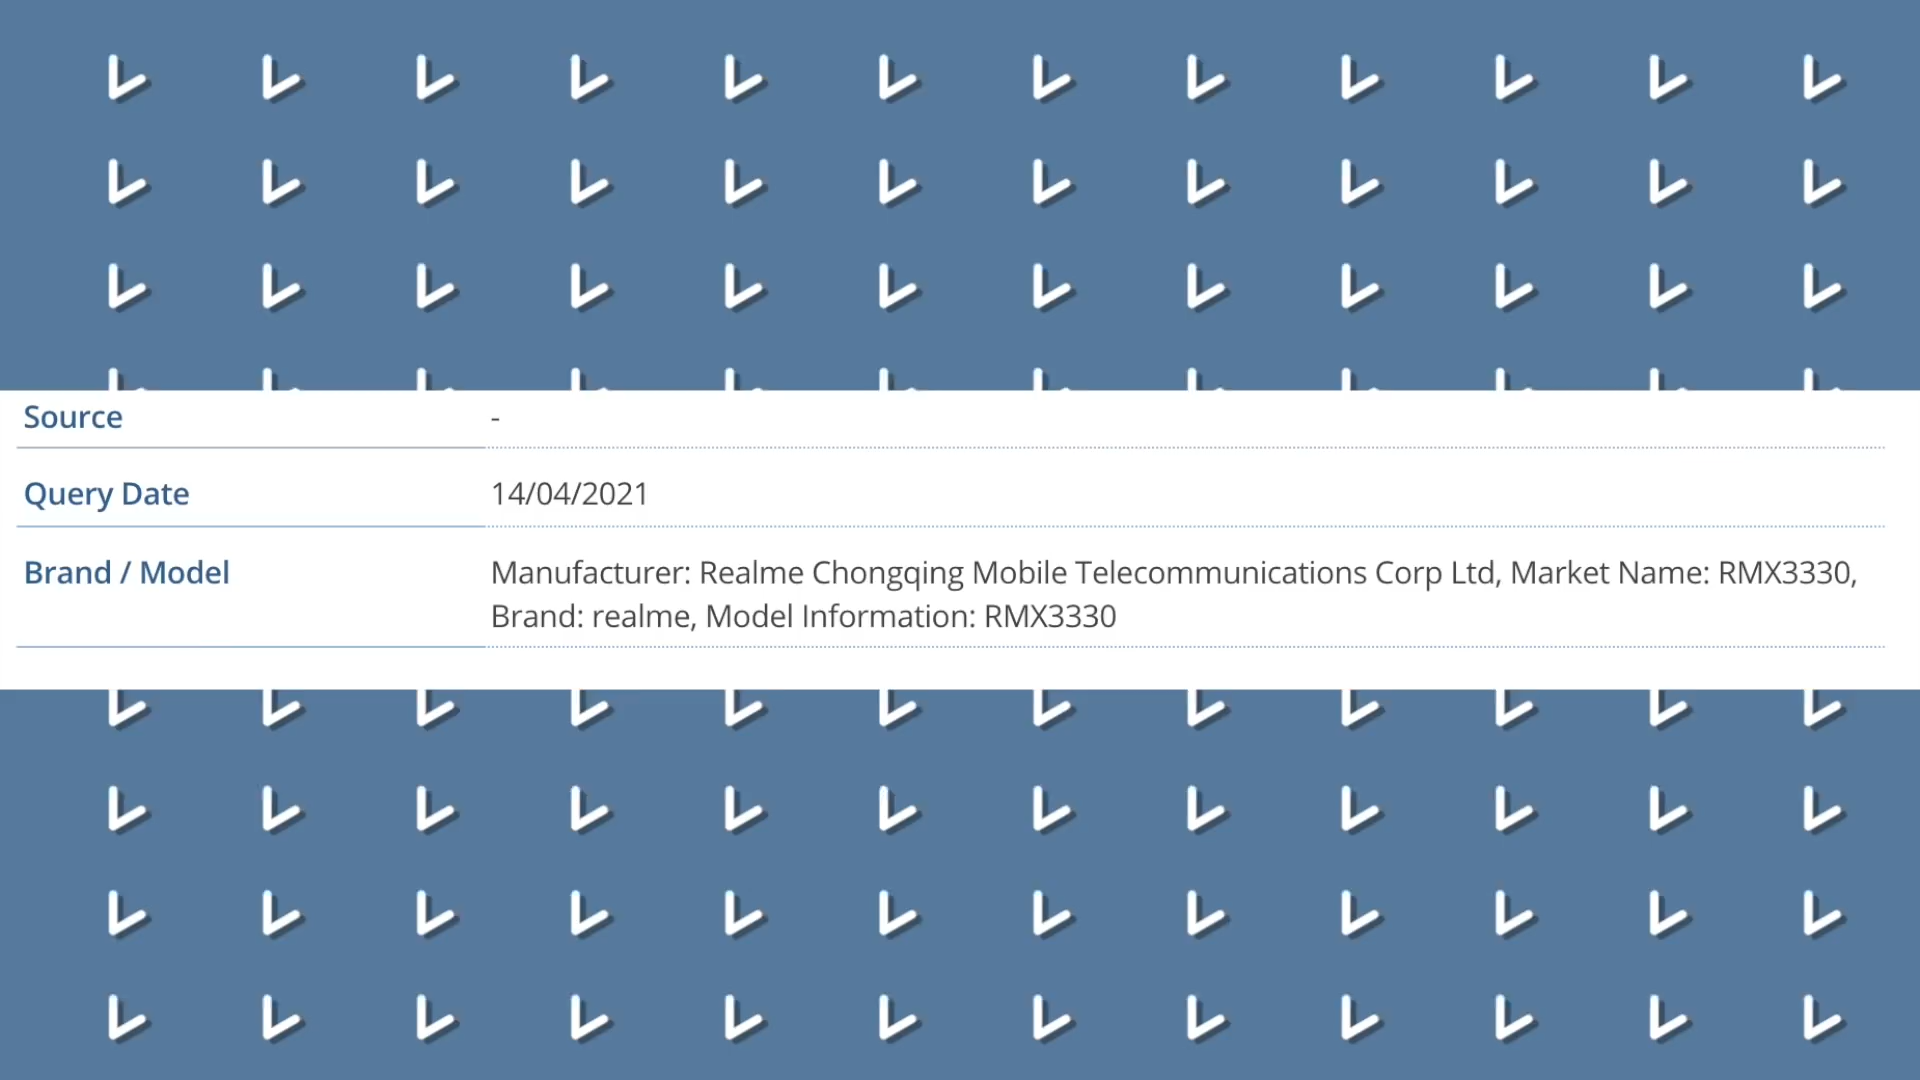 Source -
Query Date 14/04/2021
Brand / Model Manufacturer: Realme Chongqing Mobile Telecommunications Corp Ltd, Market Name: RMX3330,
Brand: realme, Model Information: RMX3330